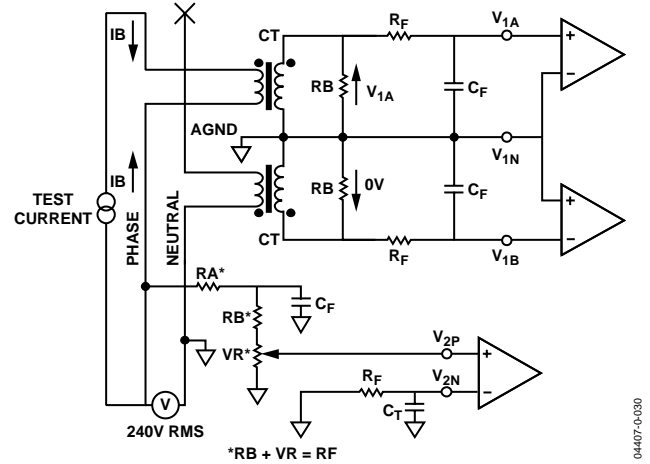 IB
CT
RF
V1A
RB
V1A
CF
+
−
AGND
V1N
IB
TEST
CURRENT
PHASE
NEUTRAL
RB
0V
CF
+
−
CT
RF
V1B
RA*
CF
RB*
VR*
V2P
+
RF
V2N
−
CT
V
240V RMS
*RB + VR = RF
04407-0-030